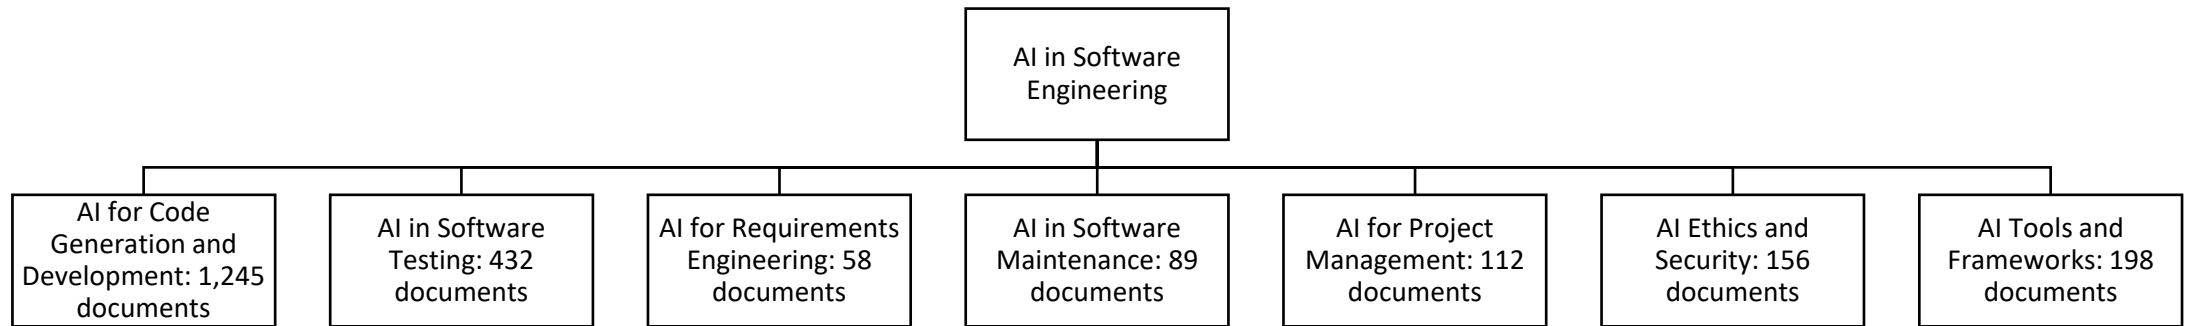 AI in Software
Engineering
AI for Code
Generation and
Development: 1,245
documents
AI in Software
Testing: 432
documents
AI for Requirements
Engineering: 58
documents
AI in Software
Maintenance: 89
documents
AI for Project
Management: 112
documents
AI Ethics and
Security: 156
documents
AI Tools and
Frameworks: 198
documents